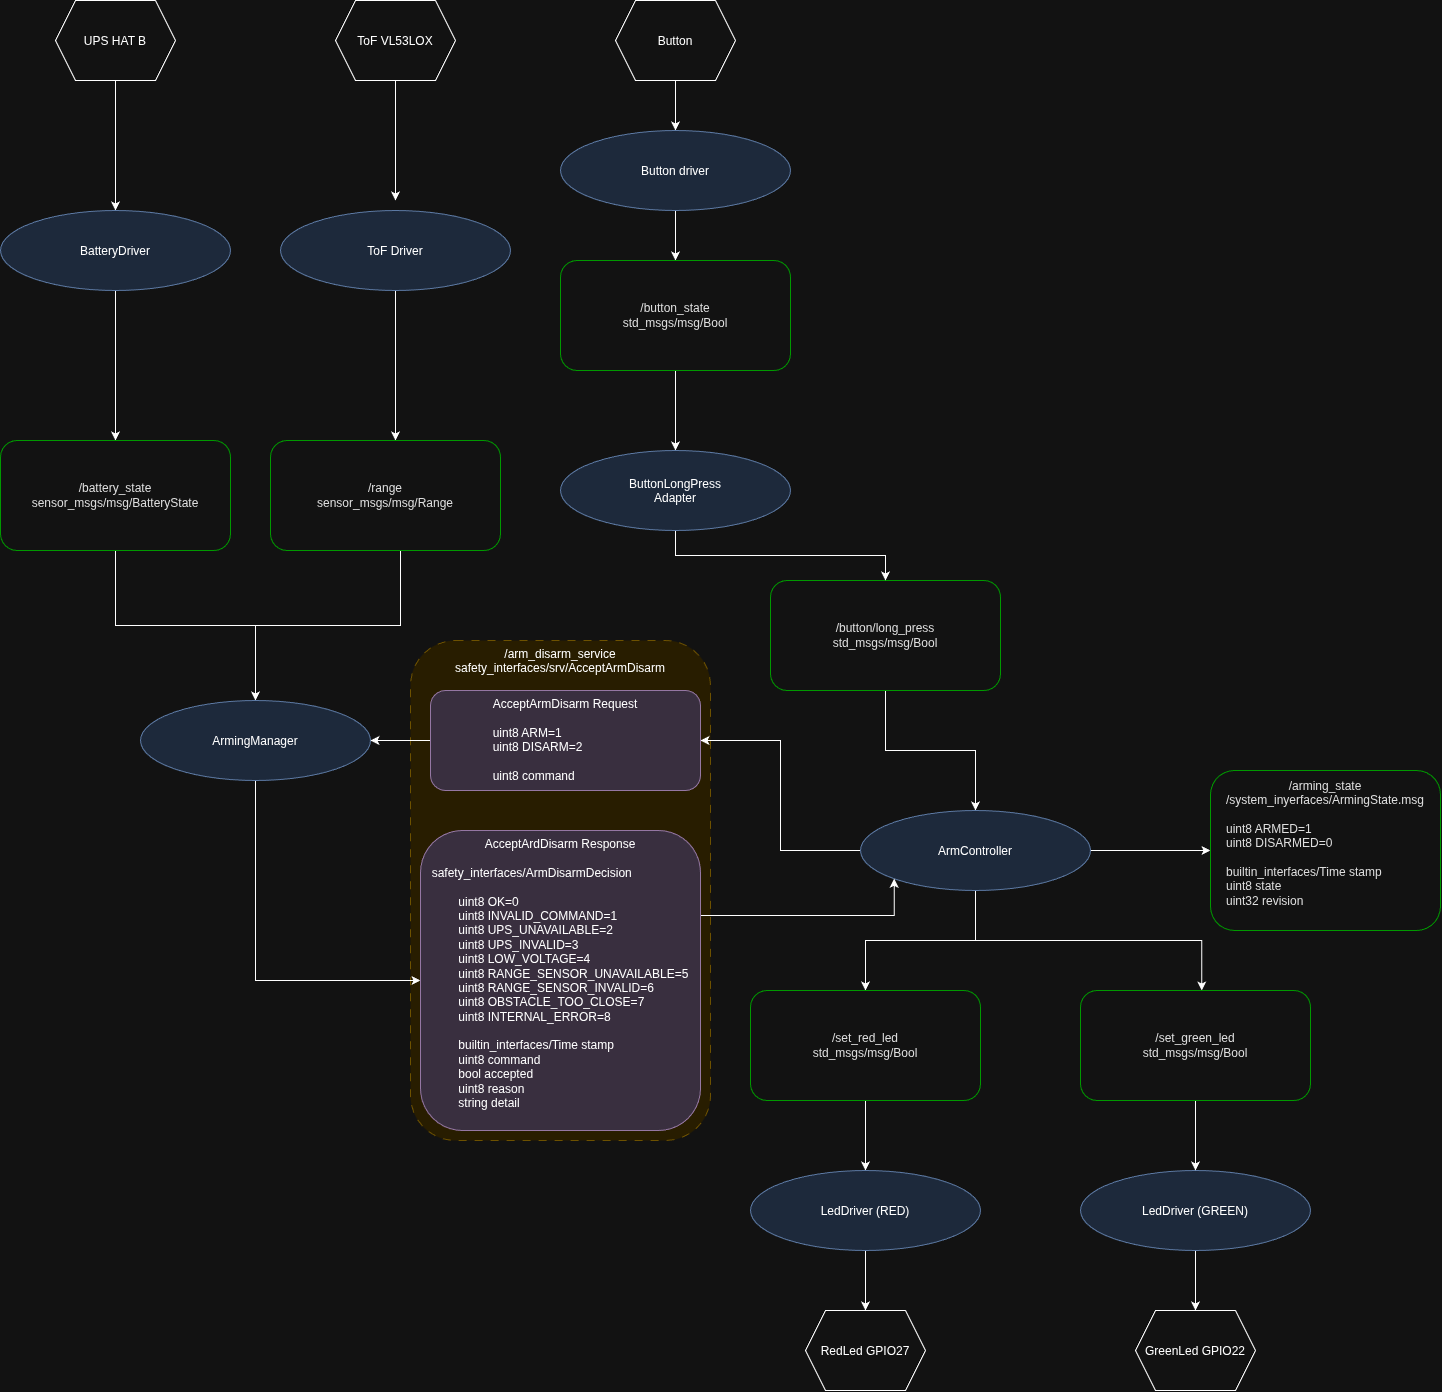 UPS HAT B
ToF VL53LOX
Button
Button driver
BatteryDriver
ToF Driver
/button_state
std_msgs/msg/Bool
/battery_state
sensor_msgs/msg/BatteryState
/range
sensor_msgs/msg/Range
ButtonLongPress
Adapter
/button/long_press
std_msgs/msg/Bool
/arm_disarm_service
safety_interfaces/srv/AcceptArmDisarm
AcceptArmDisarm Request
uint8 ARM=1
uint8 DISARM=2
uint8 command
ArmingManager
AcceptArdDisarm Response
safety_interfaces/ArmDisarmDecision
uint8 OK=0
uint8 INVALID_COMMAND=1
uint8 UPS_UNAVAILABLE=2
uint8 UPS_INVALID=3
uint8 LOW_VOLTAGE=4
uint8 RANGE_SENSOR_UNAVAILABLE=5
uint8 RANGE_SENSOR_INVALID=6
uint8 OBSTACLE_TOO_CLOSE=7
uint8 INTERNAL_ERROR=8
builtin_interfaces/Time stamp
uint8 command
bool accepted
uint8 reason
string detail
ArmController
/arming_state
/system_inyerfaces/ArmingState.msg
uint8 ARMED=1
uint8 DISARMED=0
builtin_interfaces/Time stamp
uint8 state
uint32 revision
/set_red_led
std_msgs/msg/Bool
/set_green_led
std_msgs/msg/Bool
LedDriver (RED)
LedDriver (GREEN)
RedLed GPIO27
GreenLed GPIO22